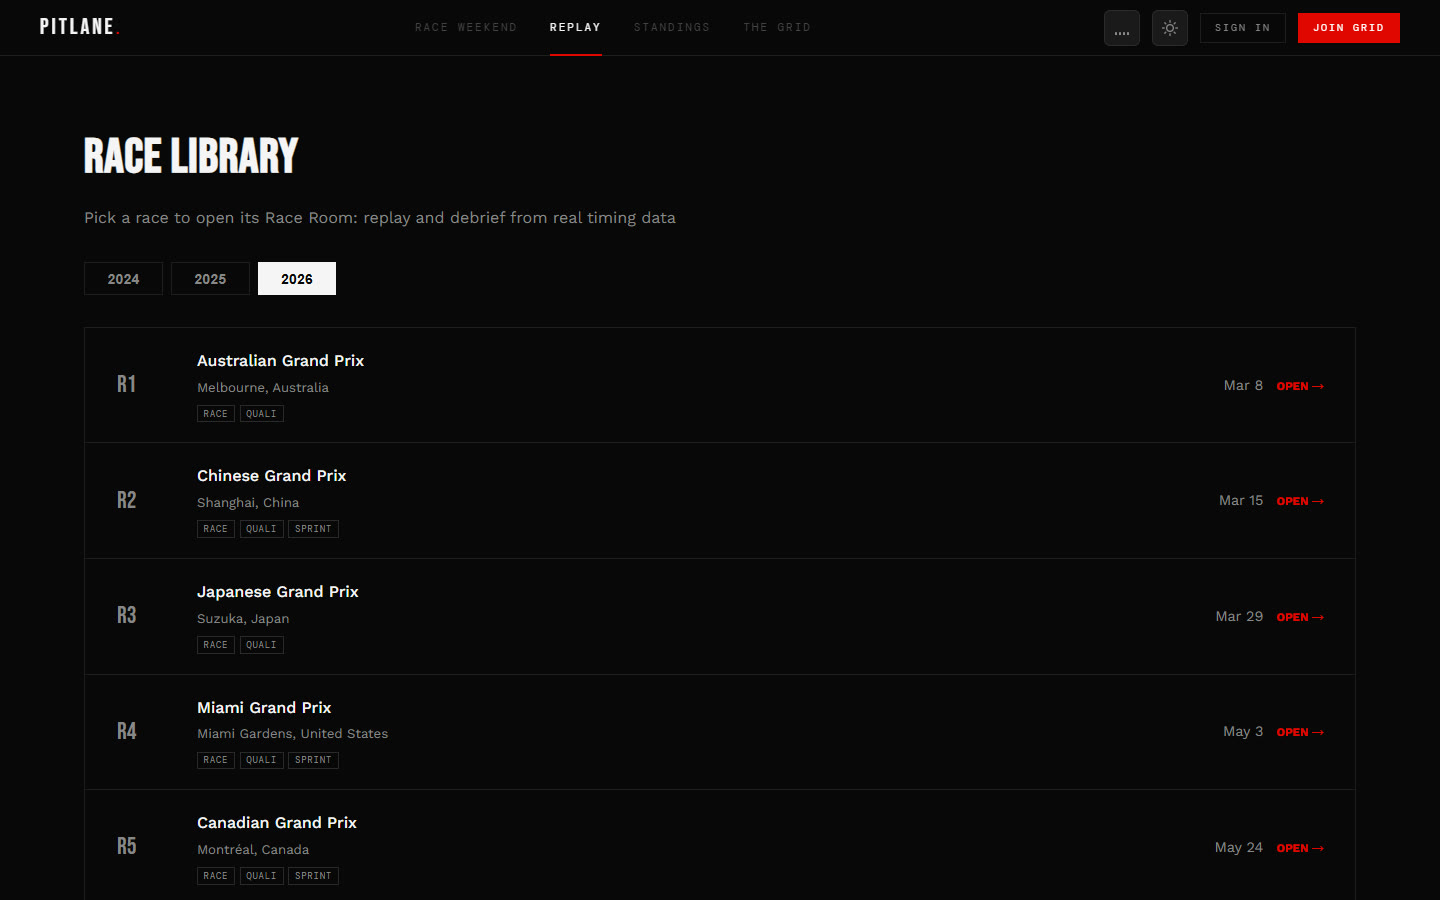 PITLANE.
RACE WEEKEND REPLAY STANDINGS THE GRID
SIGN IN JOIN GRID
RACE LIBRARY
Pick a race to open its Race Room: replay and debrief from real timing data
2024 2025 2026
R1
Australian Grand Prix
Melbourne, Australia
RACE QUALI
Mar 8 OPEN →
R2
Chinese Grand Prix
Shanghai, China
RACE QUALI SPRINT
Mar 15 OPEN →
R3
Japanese Grand Prix
Suzuka, Japan
RACE QUALI
Mar 29 OPEN →
R4
Miami Grand Prix
Miami Gardens, United States
RACE QUALI SPRINT
May 3 OPEN →
R5
Canadian Grand Prix
Montréal, Canada
RACE QUALI SPRINT
May 24 OPEN →